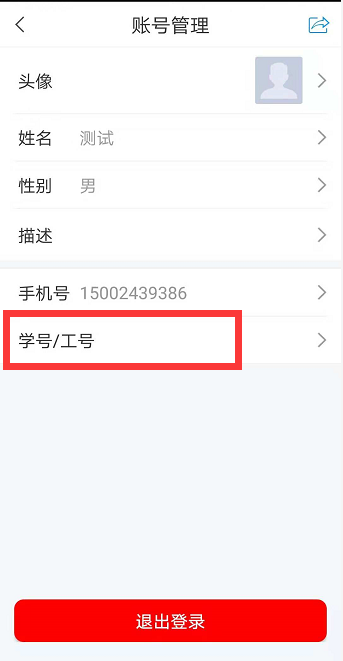 账号管理
头像
姓名 测试
性别 男
描述
手机号 15002439386
学号/工号
退出登录